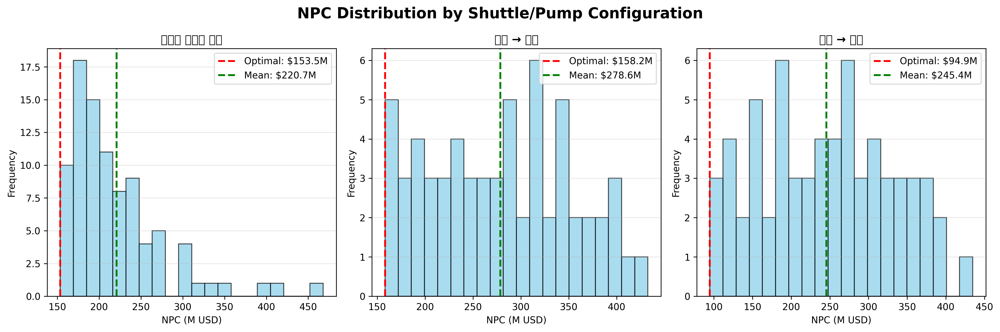 NPC Distribution by Shuttle/Pump Configuration
→
→
Optimal: $153.5M
Mean: $220.7M
Frequency
17.5
15.0
12.5
10.0
7.5
5.0
2.5
0.0
150 200 250 300 350 400 450
NPC (M USD)
Optimal: $158.2M
Mean: $278.6M
Frequency
6
5
4
3
2
1
0
150 200 250 300 350 400
NPC (M USD)
Optimal: $94.9M
Mean: $245.4M
Frequency
6
5
4
3
2
1
0
100 150 200 250 300 350 400 450
NPC (M USD)